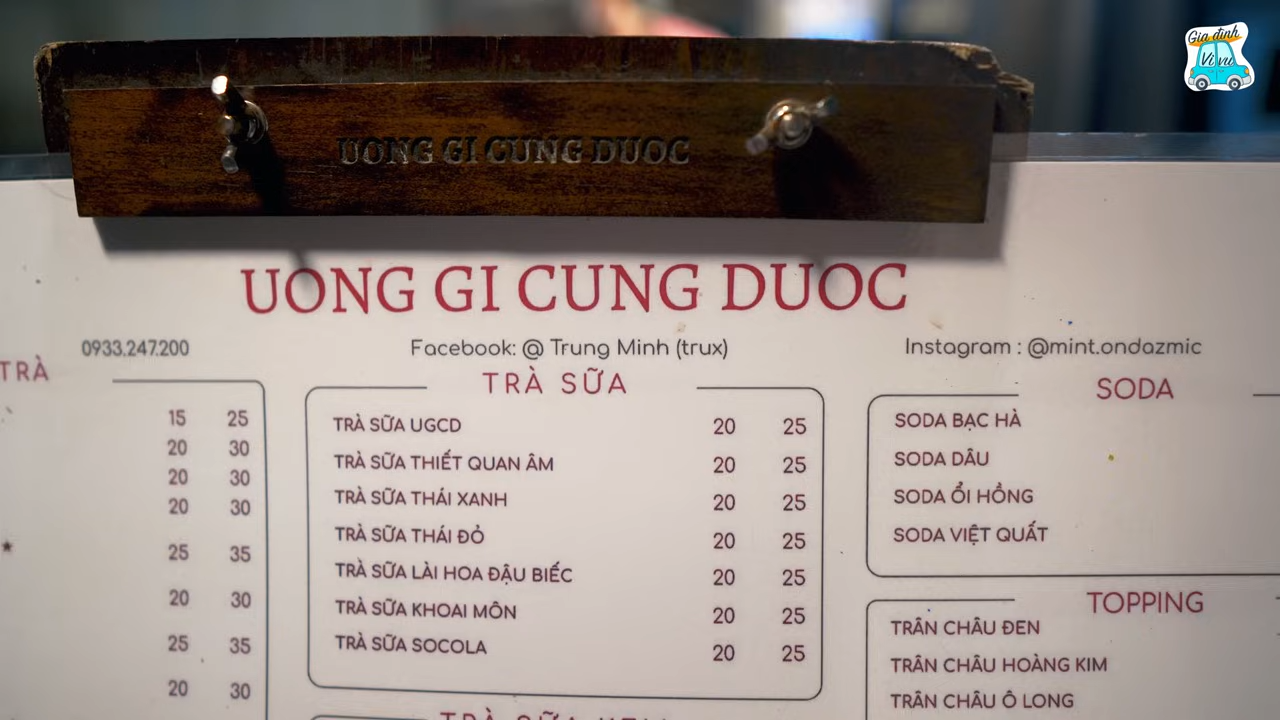 Gia đình
Vi vu
UONG GI CUNG DUOC
UONG GI CUNG DUOC
0933.247.200
Facebook: @ Trung Minh (trux)
Instagram : @mint.ondazmic
TRÀ
15 25
20 30
20 30
20 30
*
25 35
20 30
25 35
20 30
TRÀ SỮA
TRÀ SỮA UGCD 20 25
TRÀ SỮA THIẾT QUAN ÂM 20 25
TRÀ SỮA THÁI XANH 20 25
TRÀ SỮA THÁI ĐỎ 20 25
TRÀ SỮA LÀI HOA ĐẬU BIẾC 20 25
TRÀ SỮA KHOAI MÔN 20 25
TRÀ SỮA SOCOLA 20 25
TRÀ SỮA
SODA
SODA BẠC HÀ
SODA DÂU
SODA ỔI HỒNG
SODA VIỆT QUẤT
TOPPING
TRÂN CHÂU ĐEN
TRÂN CHÂU HOÀNG KIM
TRÂN CHÂU Ô LONG